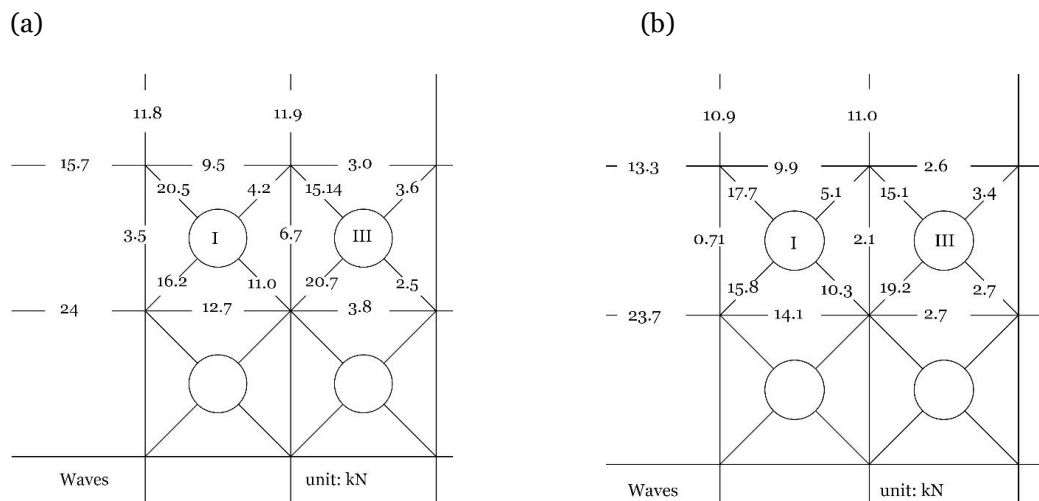 (a)
11.8 11.9
15.7 9.5 3.0
20.5 4.2 15.14 3.6
3.5 I 6.7 III
16.2 11.0 20.7 2.5
24 12.7 3.8
Waves unit: kN
(b)
10.9 11.0
13.3 9.9 2.6
17.7 5.1 15.1 3.4
0.71 I 2.1 III
15.8 10.3 19.2 2.7
23.7 14.1 2.7
Waves unit: kN